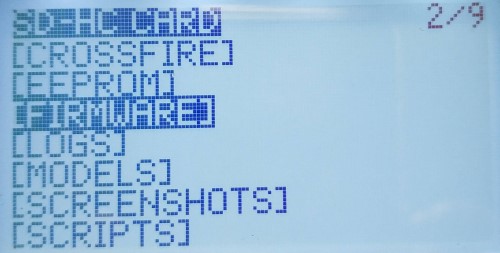 SD-HC CARD 2/9
[CROSSFIRE]
[EEPROM]
[FIRMWARE]
[LOGS]
[MODELS]
[SCREENSHOTS]
[SCRIPTS]